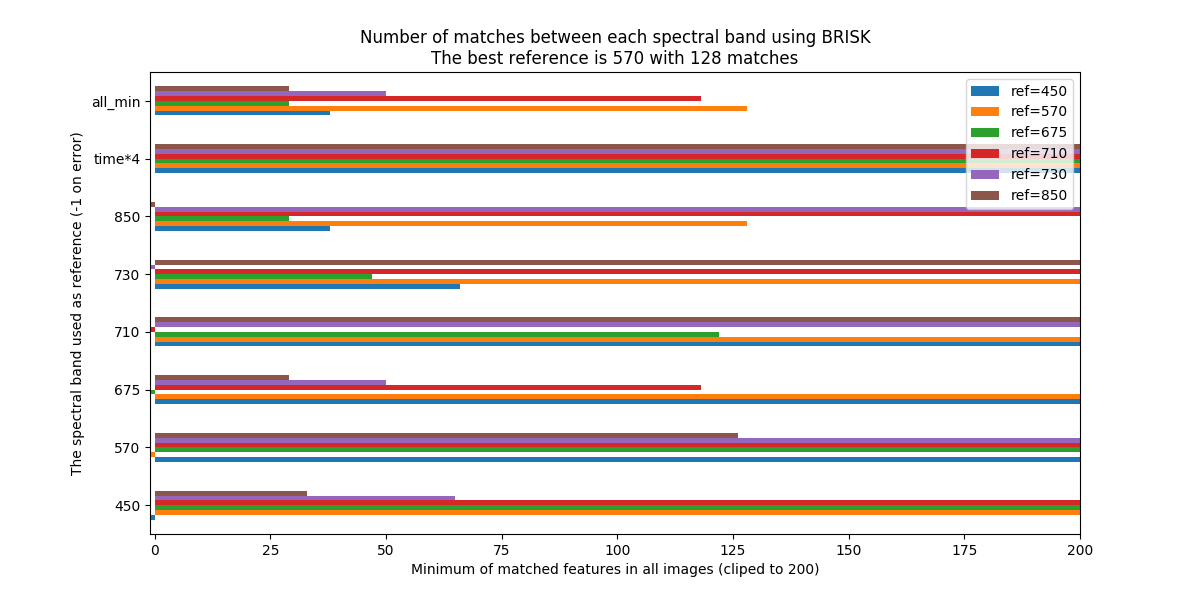 Number of matches between each spectral band using BRISK
The best reference is 570 with 128 matches
The spectral band used as reference (-1 on error)
all_min
time*4
850
730
710
675
570
450
ref=450
ref=570
ref=675
ref=710
ref=730
ref=850
0 25 50 75 100 125 150 175 200
Minimum of matched features in all images (cliped to 200)